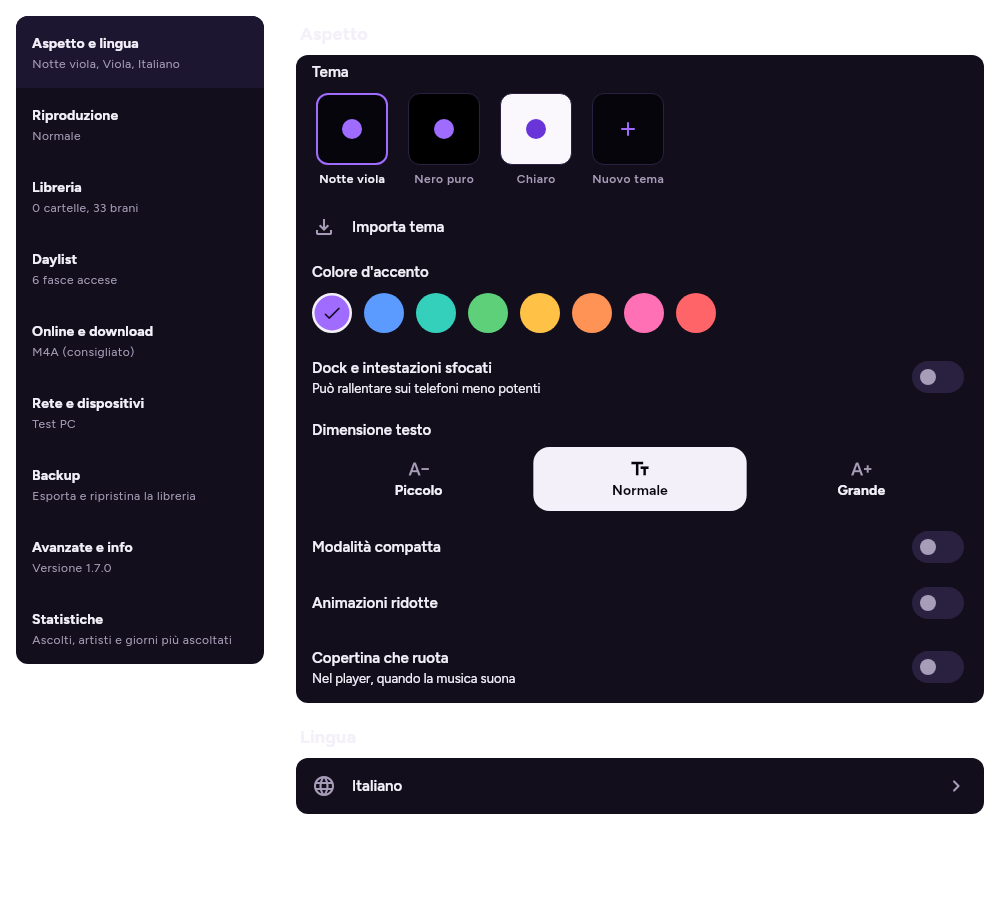 Aspetto e lingua
Notte viola, Viola, Italiano
Riproduzione
Normale
Libreria
0 cartelle, 33 brani
Daylist
6 fasce accese
Online e download
M4A (consigliato)
Rete e dispositivi
Test PC
Backup
Esporta e ripristina la libreria
Avanzate e info
Versione 1.7.0
Statistiche
Ascolti, artisti e giorni più ascoltati
Aspetto
Tema
Notte viola
Nero puro
Chiaro
Nuovo tema
Importa tema
Colore d'accento
Dock e intestazioni sfocati
Può rallentare sui telefoni meno potenti
Dimensione testo
A−
Tт
A+
Piccolo
Normale
Grande
Modalità compatta
Animazioni ridotte
Copertina che ruota
Nel player, quando la musica suona
Lingua
Italiano